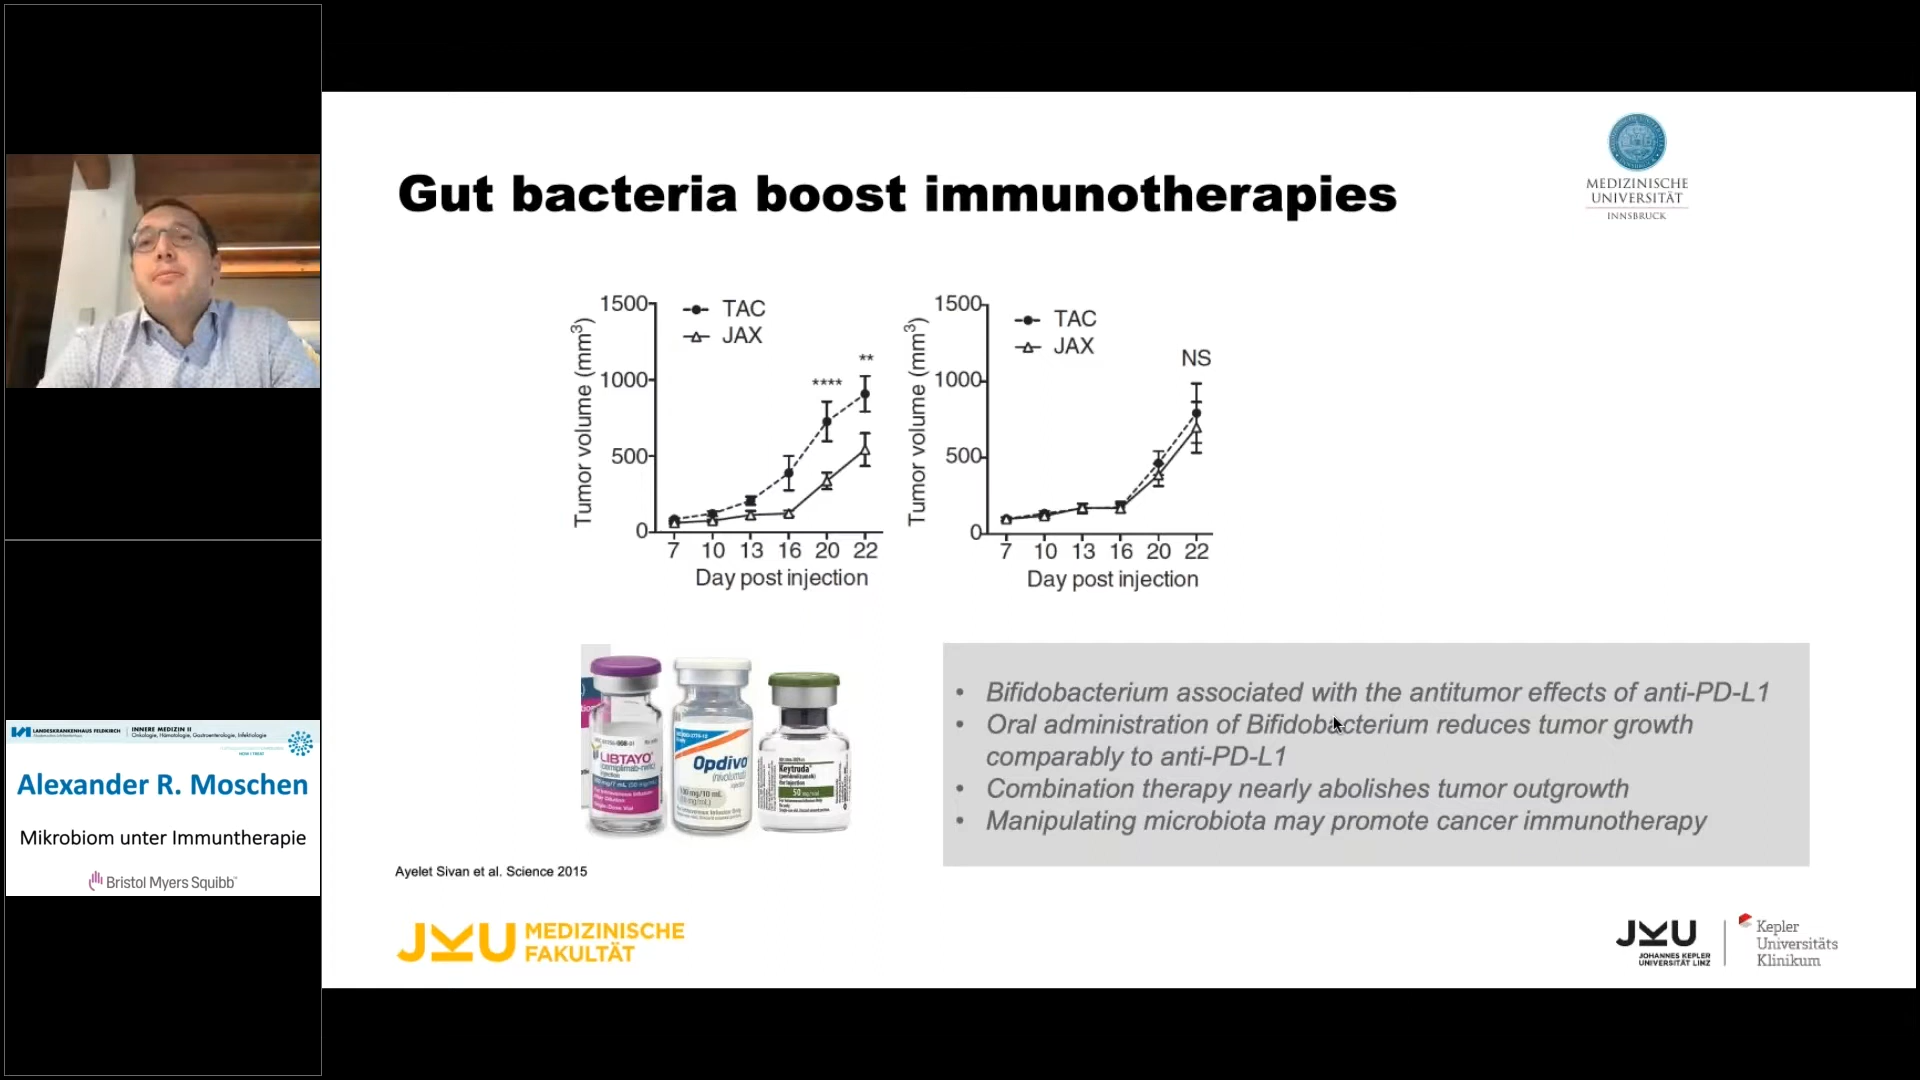 Gut bacteria boost immunotherapies
MEDIZINISCHE
UNIVERSITÄT
INNSBRUCK
Tumor volume (mm³)
1500
1000
500
0
TAC
JAX
****
**
7 10 13 16 20 22
Day post injection
Tumor volume (mm³)
1500
1000
500
0
TAC
JAX
NS
7 10 13 16 20 22
Day post injection
LIBTAYO
Opdivo
(nivolumab)
Keytruda
50
• Bifidobacterium associated with the antitumor effects of anti-PD-L1
• Oral administration of Bifidobacterium reduces tumor growth
comparably to anti-PD-L1
• Combination therapy nearly abolishes tumor outgrowth
• Manipulating microbiota may promote cancer immunotherapy
Ayelet Sivan et al. Science 2015
JKU MEDIZINISCHE
FAKULTÄT
JKU
JOHANNES KEPLER
UNIVERSITÄT LINZ
Kepler
Universitäts
Klinikum
LANDESKRANKENHAUS FELDKIRCH
INNERE MEDIZIN II
Onkologie, Hämatologie, Gastroenterologie, Infektiologie
Alexander R. Moschen
Mikrobiom unter Immuntherapie
Bristol Myers Squibb™